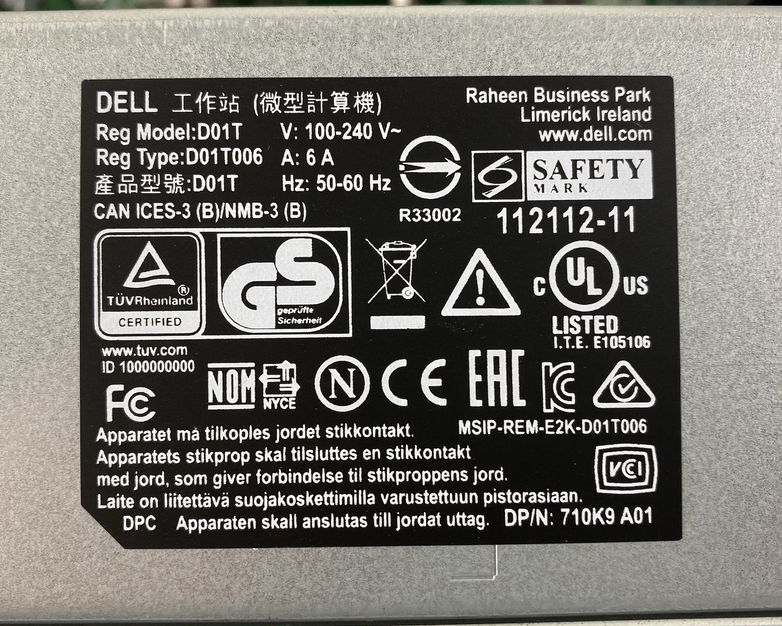 DELL 工作站 (微型計算機)
Raheen Business Park
Limerick Ireland
www.dell.com
Reg Model:D01T V: 100-240 V~
Reg Type:D01T006 A: 6 A
產品型號:D01T Hz: 50-60 Hz
CAN ICES-3 (B)/NMB-3 (B)
R33002
SAFETY
MARK
112112-11
TÜVRheinland ®
CERTIFIED
GS
geprüfte
Sicherheit
c UL US
LISTED
I.T.E. E105106
www.tuv.com
ID 1000000000
FC
NOM
NYCE
N
CE
EAC
MSIP-REM-E2K-D01T006
VCI
Apparatet må tilkoples jordet stikkontakt.
Apparatets stikprop skal tilsluttes en stikkontakt
med jord, som giver forbindelse til stikproppens jord.
Laite on liitettävä suojakoskettimilla varustettuun pistorasiaan.
DPC Apparaten skall anslutas till jordat uttag. DP/N: 710K9 A01